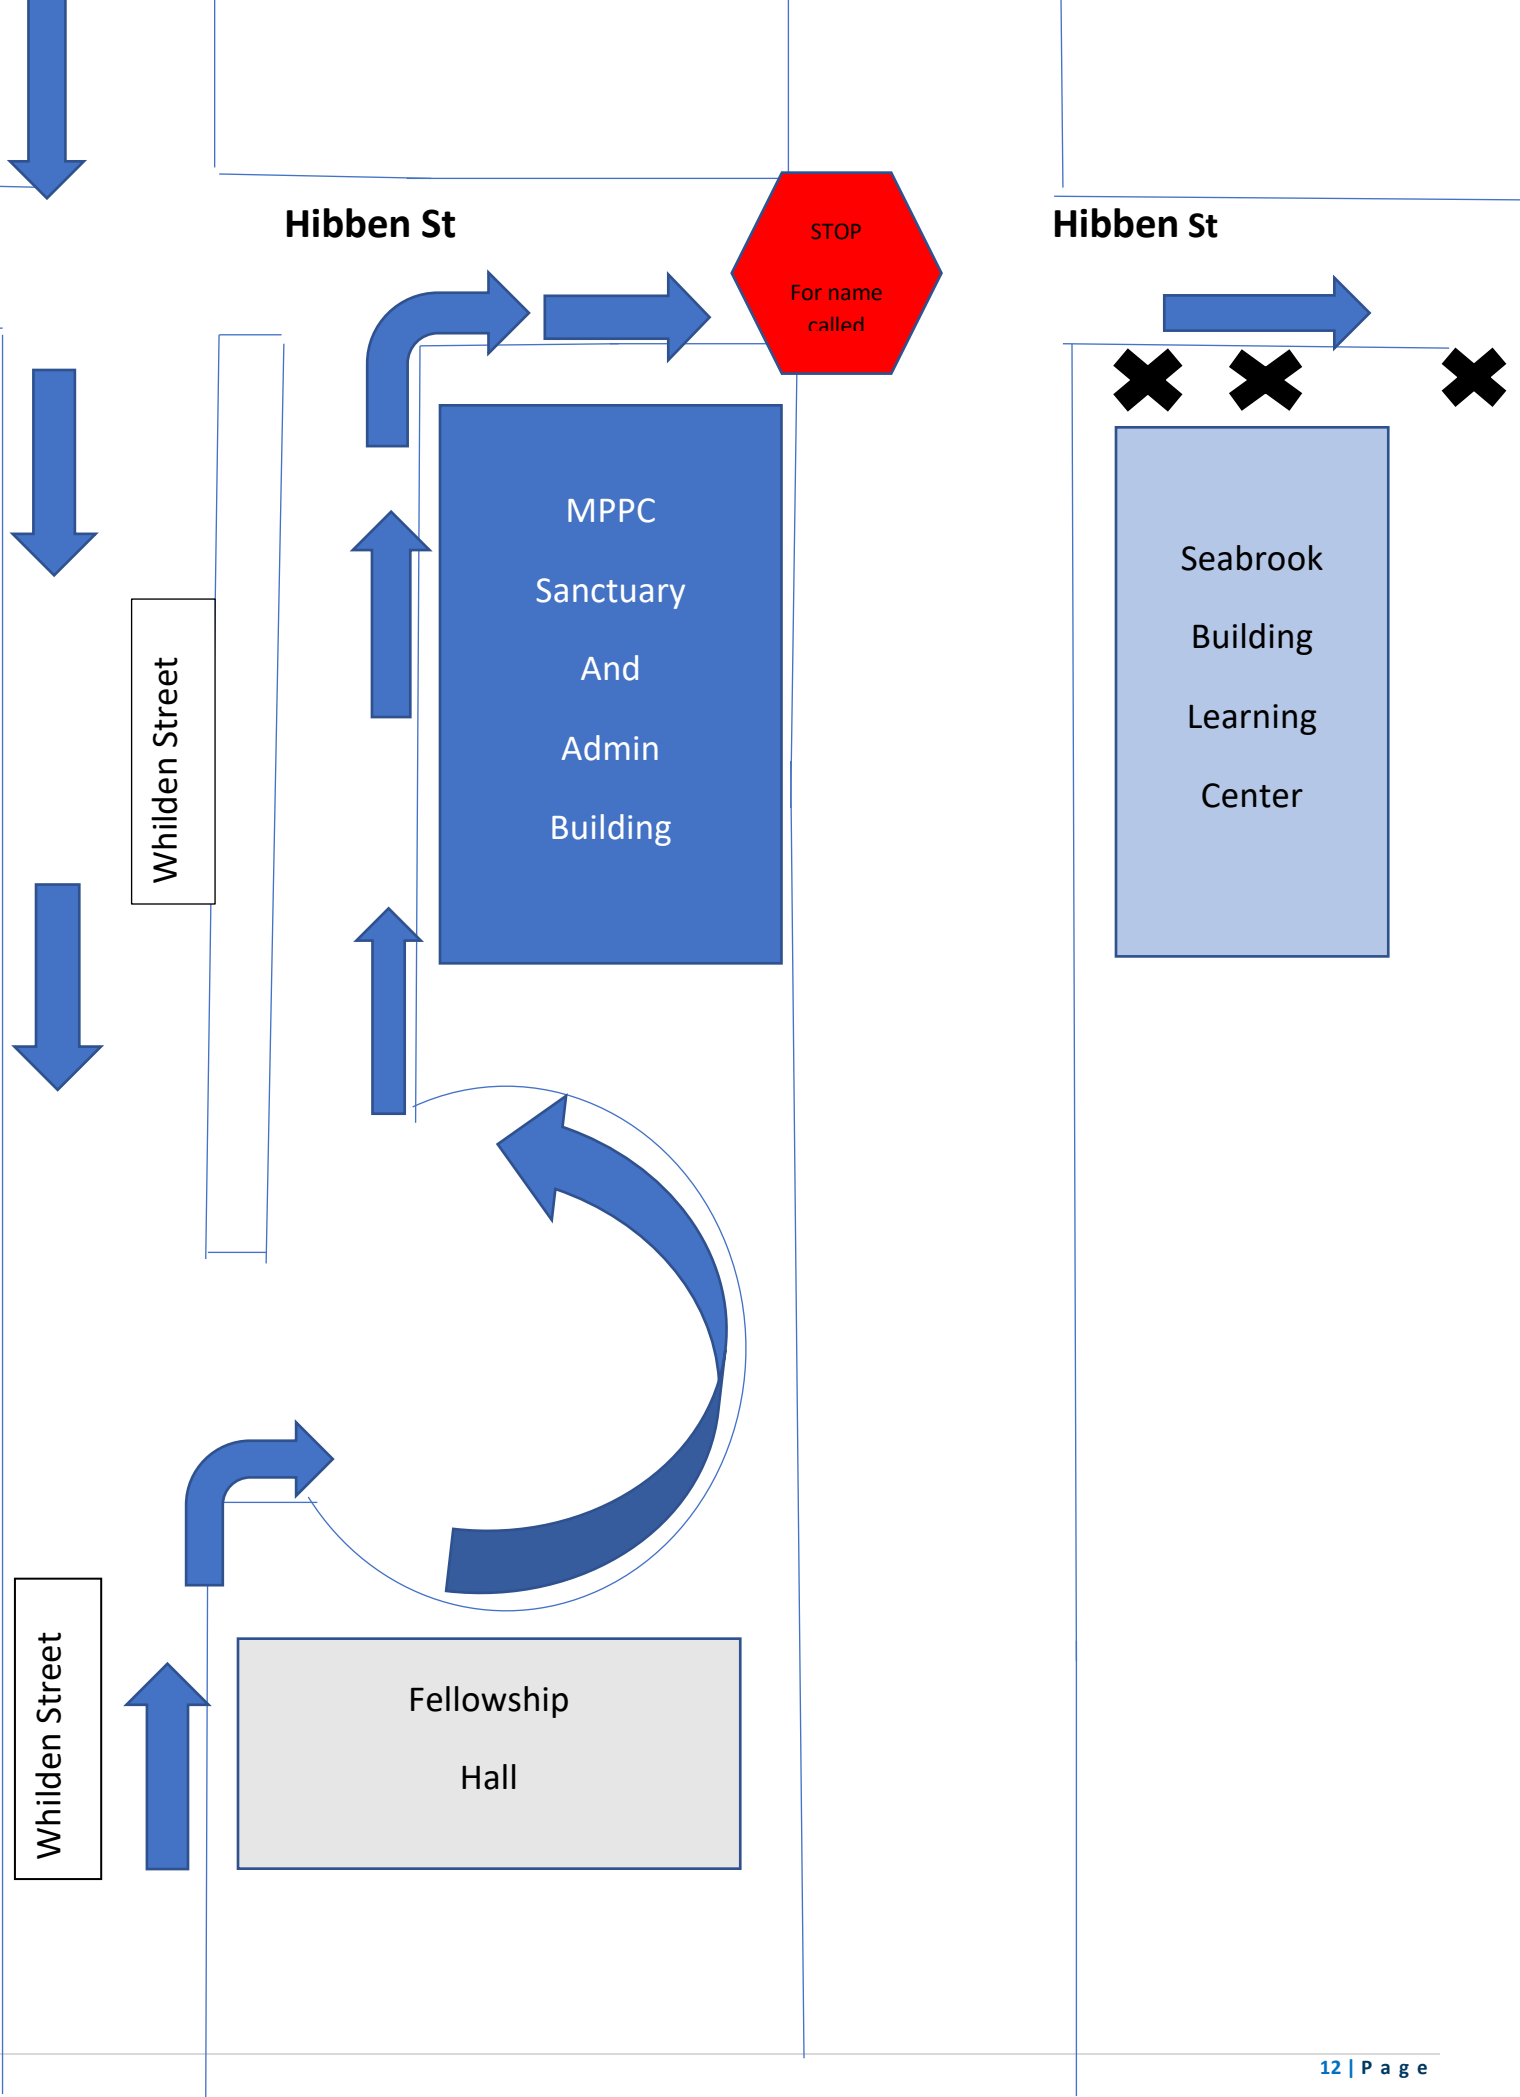 Hibben St
STOP
For name
called
Hibben St
MPPC
Sanctuary
And
Admin
Building
Seabrook
Building
Learning
Center
Whilden Street
Fellowship
Hall
Whilden Street
12 | Page